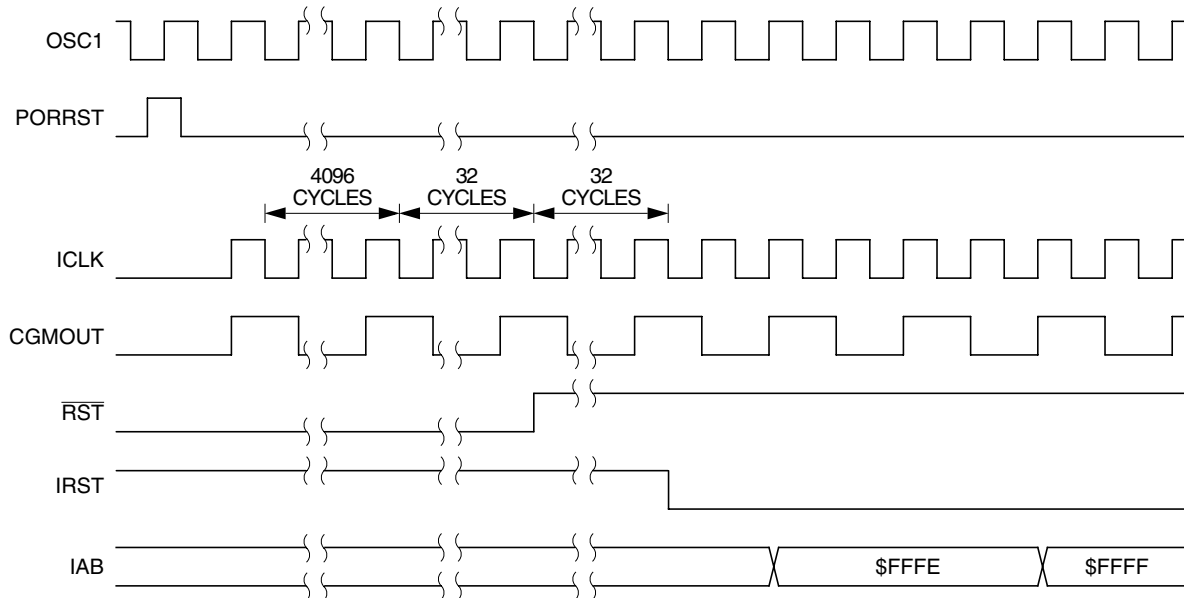 OSC1
PORRST
4096
CYCLES
32
CYCLES
32
CYCLES
ICLK
CGMOUT
RST
IRST
IAB
$FFFE
$FFFF